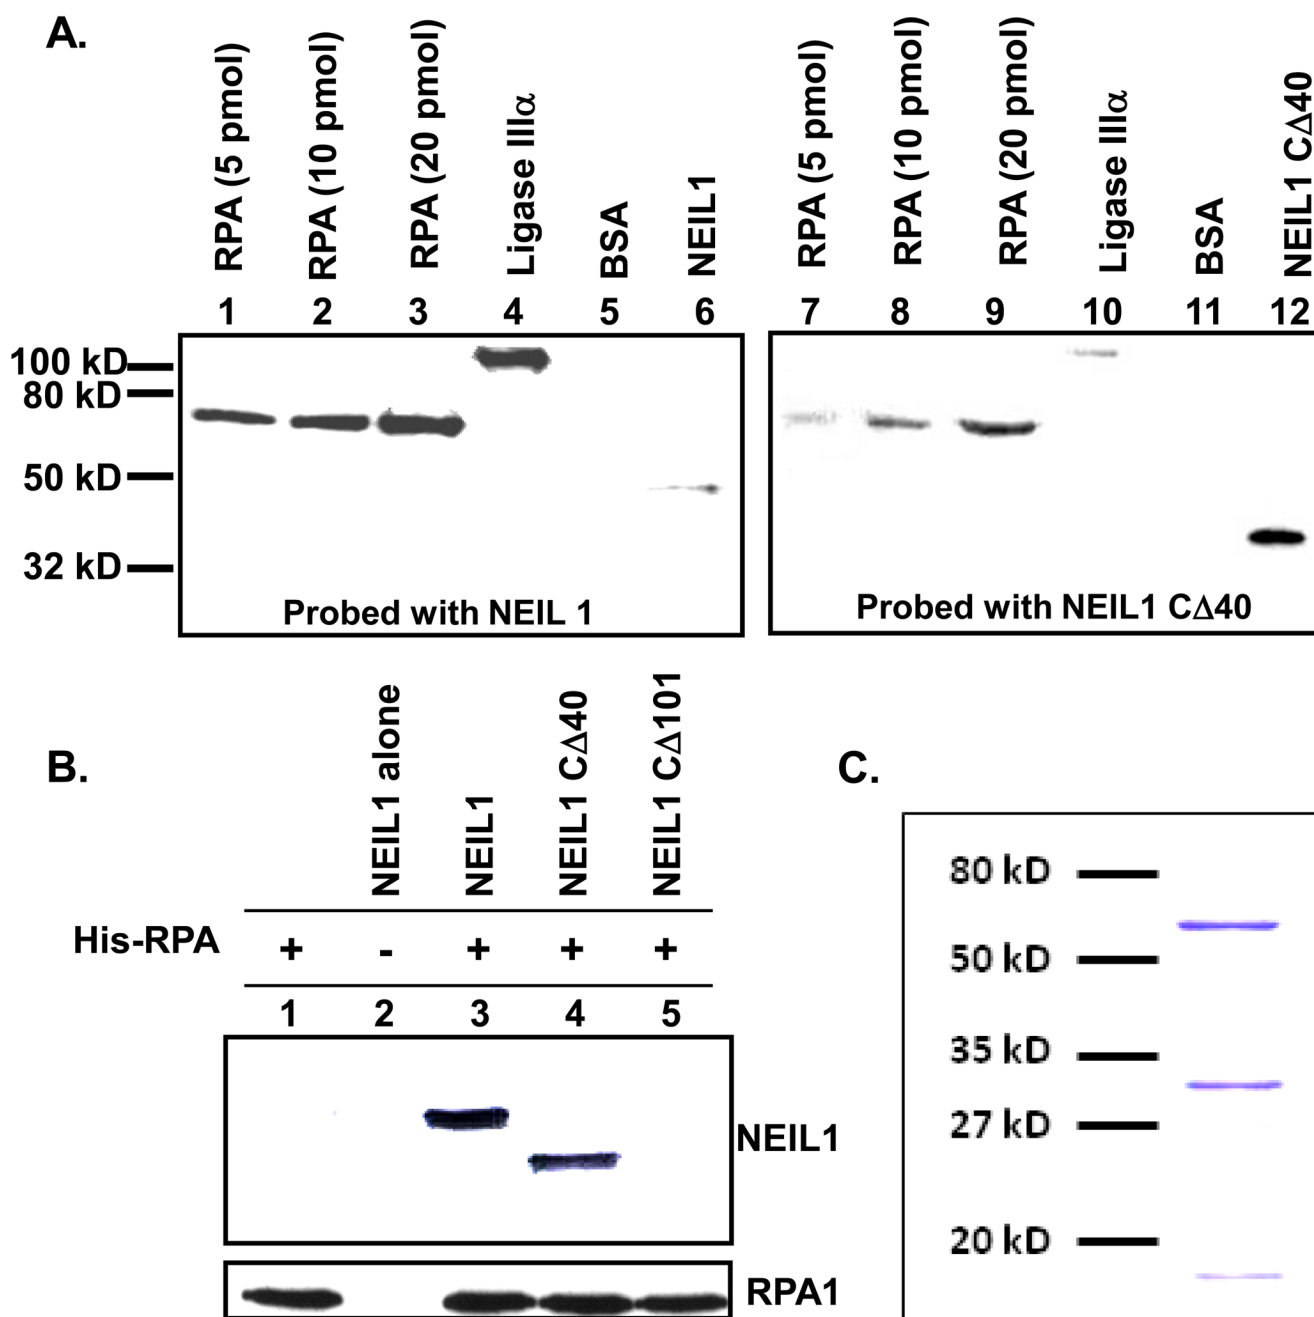 A.
RPA (5 pmol)
RPA (10 pmol)
RPA (20 pmol)
Ligase IIIα
BSA
NEIL1
RPA (5 pmol)
RPA (10 pmol)
RPA (20 pmol)
Ligase IIIα
BSA
NEIL1 CΔ40
1 2 3 4 5 6 7 8 9 10 11 12
100 kD
80 kD
50 kD
32 kD
Probed with NEIL 1
Probed with NEIL1 CΔ40
B.
NEIL1 alone
NEIL1
NEIL1 CΔ40
NEIL1 CΔ101
His-RPA + - + + +
1 2 3 4 5
NEIL1
RPA1
C.
80 kD
50 kD
35 kD
27 kD
20 kD